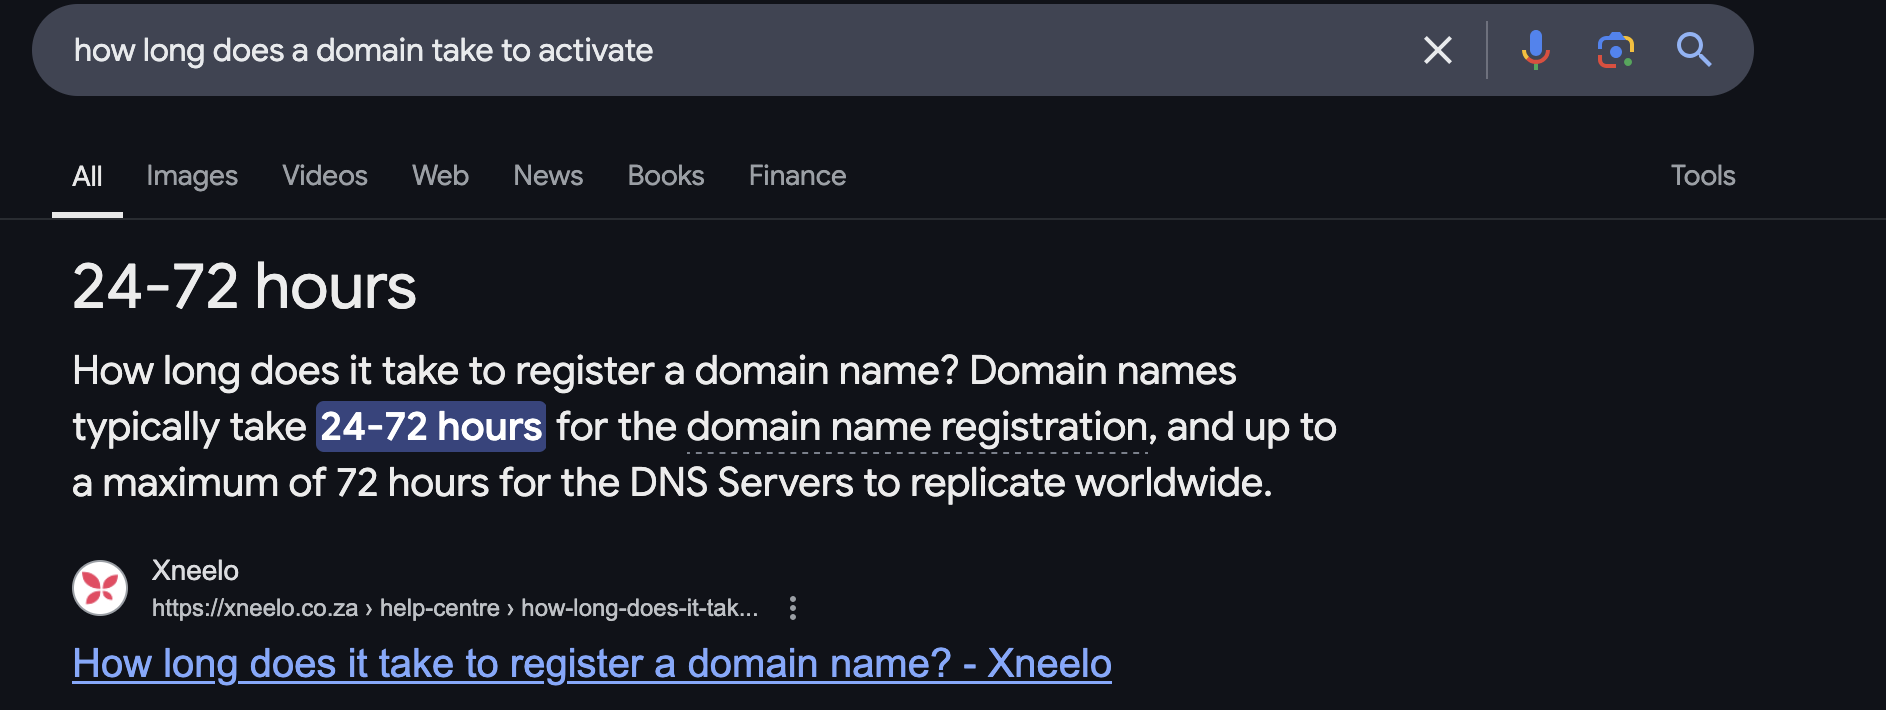 how long does a domain take to activate
All Images Videos Web News Books Finance Tools
24-72 hours
How long does it take to register a domain name? Domain names
typically take 24-72 hours for the domain name registration, and up to
a maximum of 72 hours for the DNS Servers to replicate worldwide.
Xneelo
https://xneelo.co.za › help-centre › how-long-does-it-tak...
How long does it take to register a domain name? - Xneelo